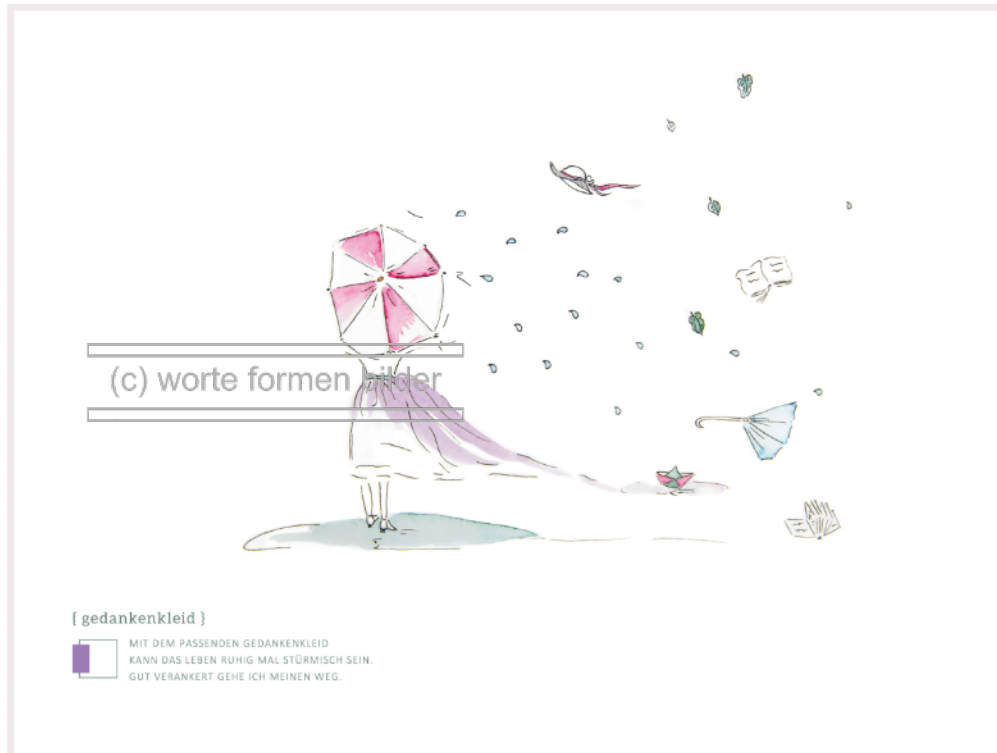 (c) worte formen bilder
{ gedankenkleid }
MIT DEM PASSENDEN GEDANKENKLEID
KANN DAS LEBEN RUHIG MAL STÜRMISCH SEIN.
GUT VERANKERT GEHE ICH MEINEN WEG.